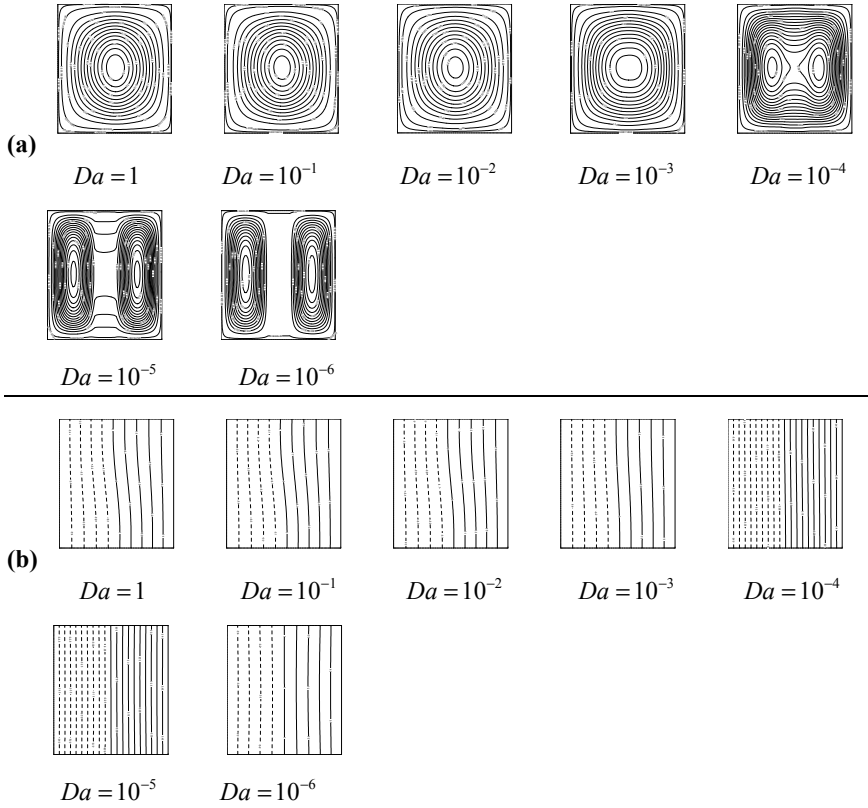 (a)
Da = 1
Da = 10⁻¹
Da = 10⁻²
Da = 10⁻³
Da = 10⁻⁴
Da = 10⁻⁵
Da = 10⁻⁶
(b)
Da = 1
Da = 10⁻¹
Da = 10⁻²
Da = 10⁻³
Da = 10⁻⁴
Da = 10⁻⁵
Da = 10⁻⁶